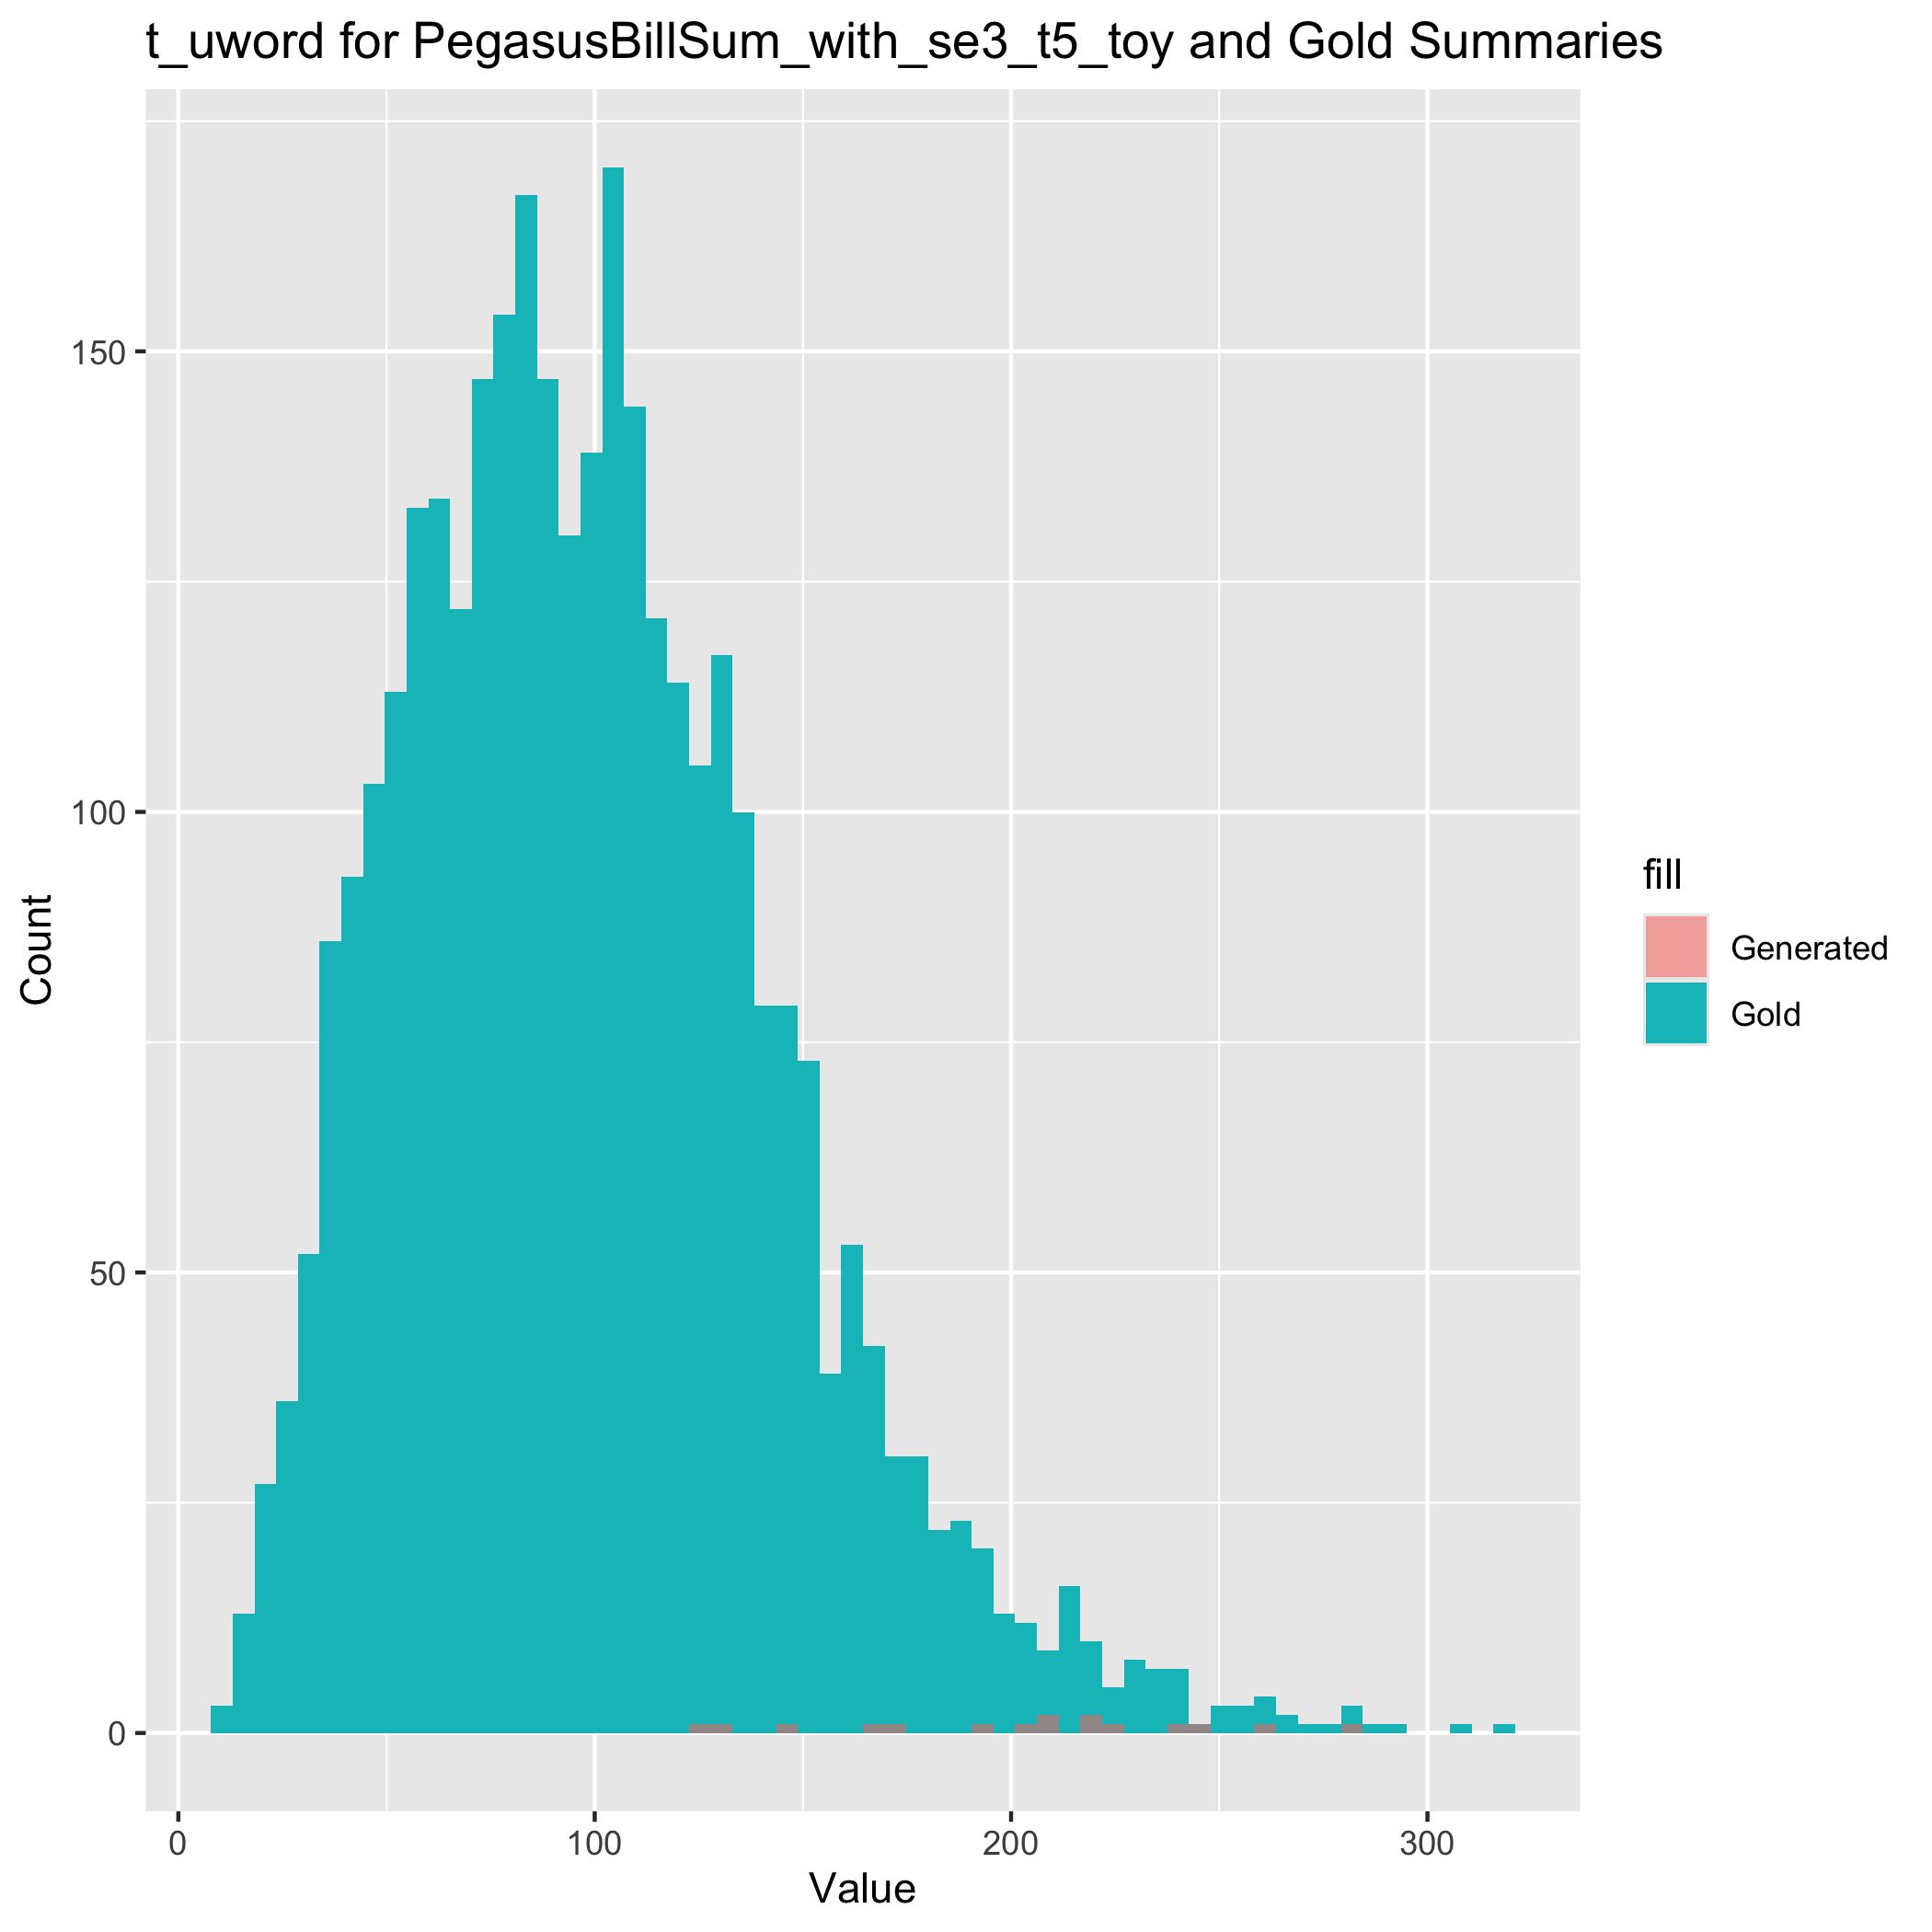 t_uword for PegasusBillSum_with_se3_t5_toy and Gold Summaries
150
100
50
0
Count
0 100 200 300
Value
fill
Generated
Gold